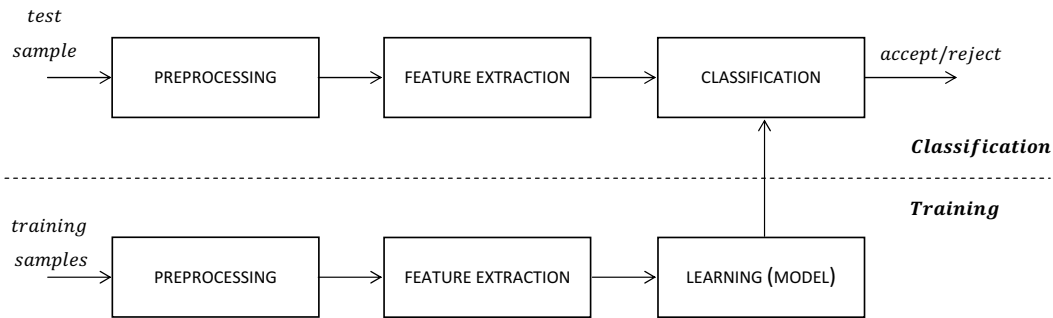 test
sample
PREPROCESSING
FEATURE EXTRACTION
CLASSIFICATION
accept/reject
Classification
Training
training
samples
PREPROCESSING
FEATURE EXTRACTION
LEARNING (MODEL)